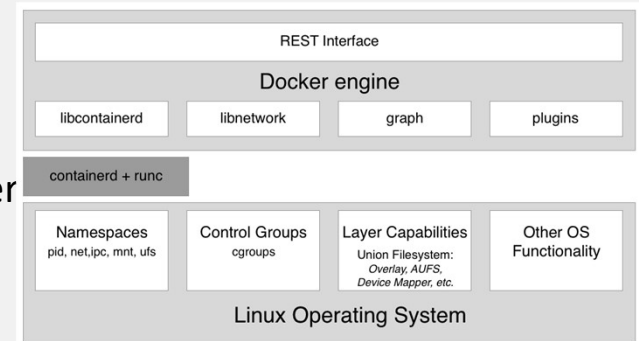 REST Interface
Docker engine
libcontainerd
libnetwork
graph
plugins
er
containerd + runc
Namespaces
pid, net,ipc, mnt, ufs
Control Groups
cgroups
Layer Capabilities
Union Filesystem:
Overlay, AUFS,
Device Mapper, etc.
Other OS
Functionality
Linux Operating System